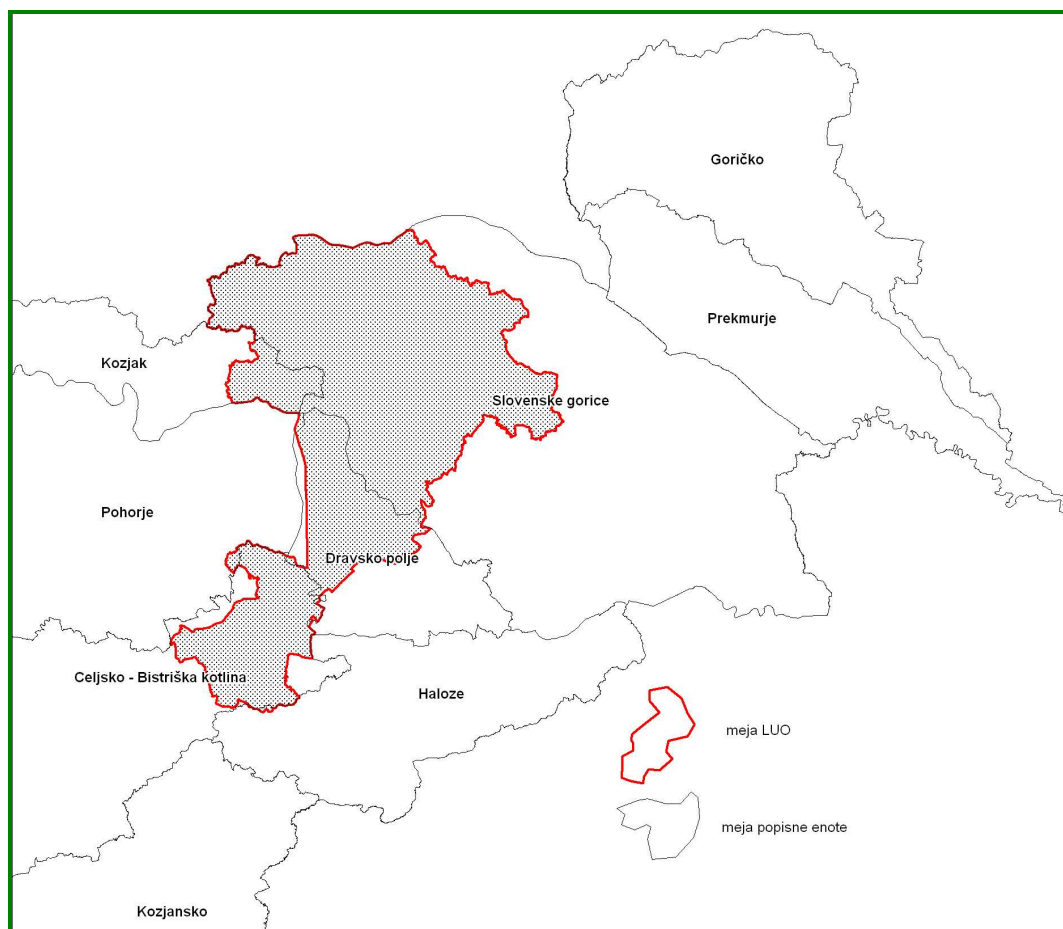 Goričko
Prekmurje
Kozjak
Slovenske gorice
Pohorje
Dravsko polje
Celjsko - Bistriška kotlina
Haloze
meja LUO
meja popisne enote
Kozjansko